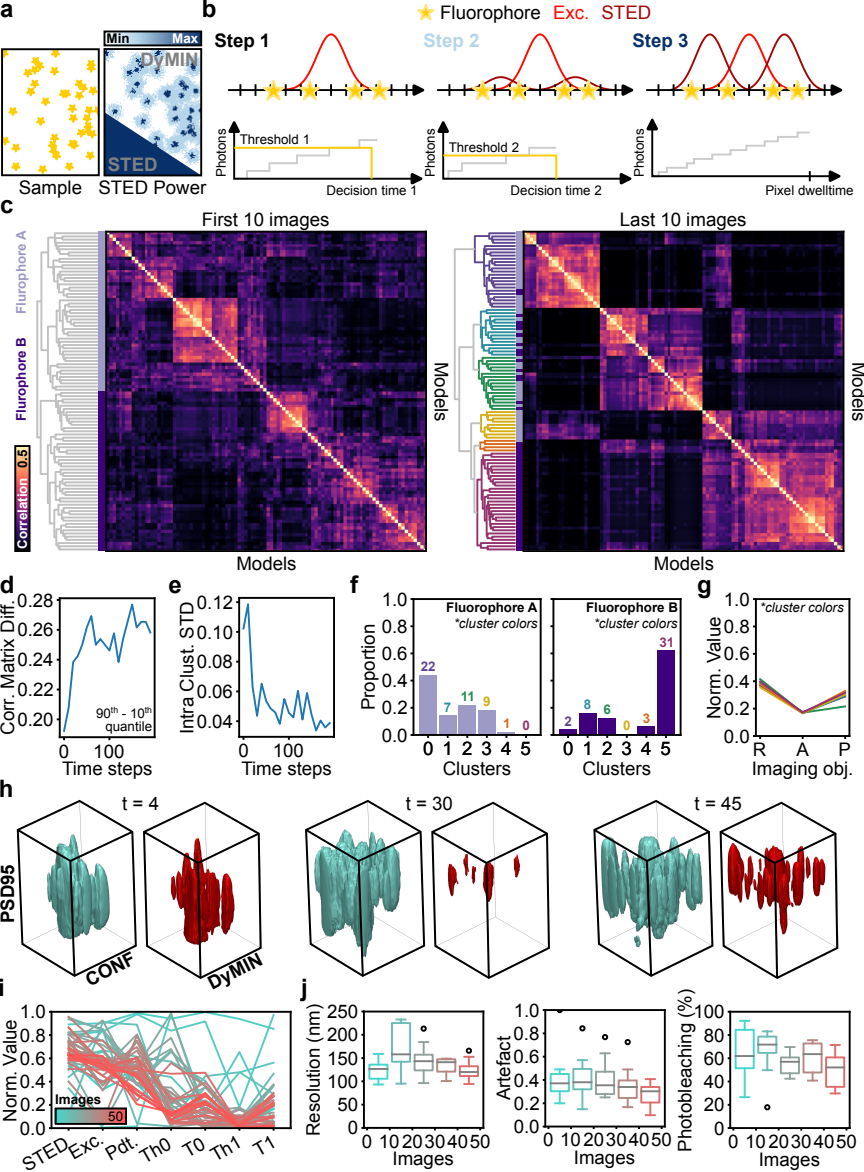 a
Min Max
DyMIN
STED
Sample
STED Power
b
Fluorophore Exc. STED
Step 1
Step 2
Step 3
Photons
Threshold 1
Decision time 1
Photons
Threshold 2
Decision time 2
Photons
Pixel dwelltime
c
First 10 images
Last 10 images
Flurophore A
Flurophore B
Correlation 0.5
Models
Models
Models
Models
d
Corr. Matrix Diff.
0.28
0.26
0.24
0.22
0.20
90th - 10th
quantile
0 100
Time steps
e
Intra Clust. STD
0.12
0.10
0.08
0.06
0.04
0 100
Time steps
f
Proportion
1.0
0.8
0.6
0.4
0.2
0.0
Fluorophore A
*cluster colors
22 7 11 9 1 0
0 1 2 3 4 5
Clusters
Fluorophore B
*cluster colors
2 8 6 0 3 31
0 1 2 3 4 5
Clusters
g
Norm. Value
1.0
0.8
0.6
0.4
0.2
0.0
*cluster colors
R A P
Imaging obj.
h
t = 4
t = 30
t = 45
PSD95
CONF
DyMIN
i
Norm. Value
1.0
0.8
0.6
0.4
0.2
0.0
Images
50
STED Exc. Pdt. Th0 T0 Th1 T1
j
Resolution (nm)
250
200
150
100
50
0
0 10 20 30 40 50
Images
Artefact
1.0
0.8
0.6
0.4
0.2
0.0
0 10 20 30 40 50
Images
Photobleaching (%)
100
80
60
40
20
0
0 10 20 30 40 50
Images